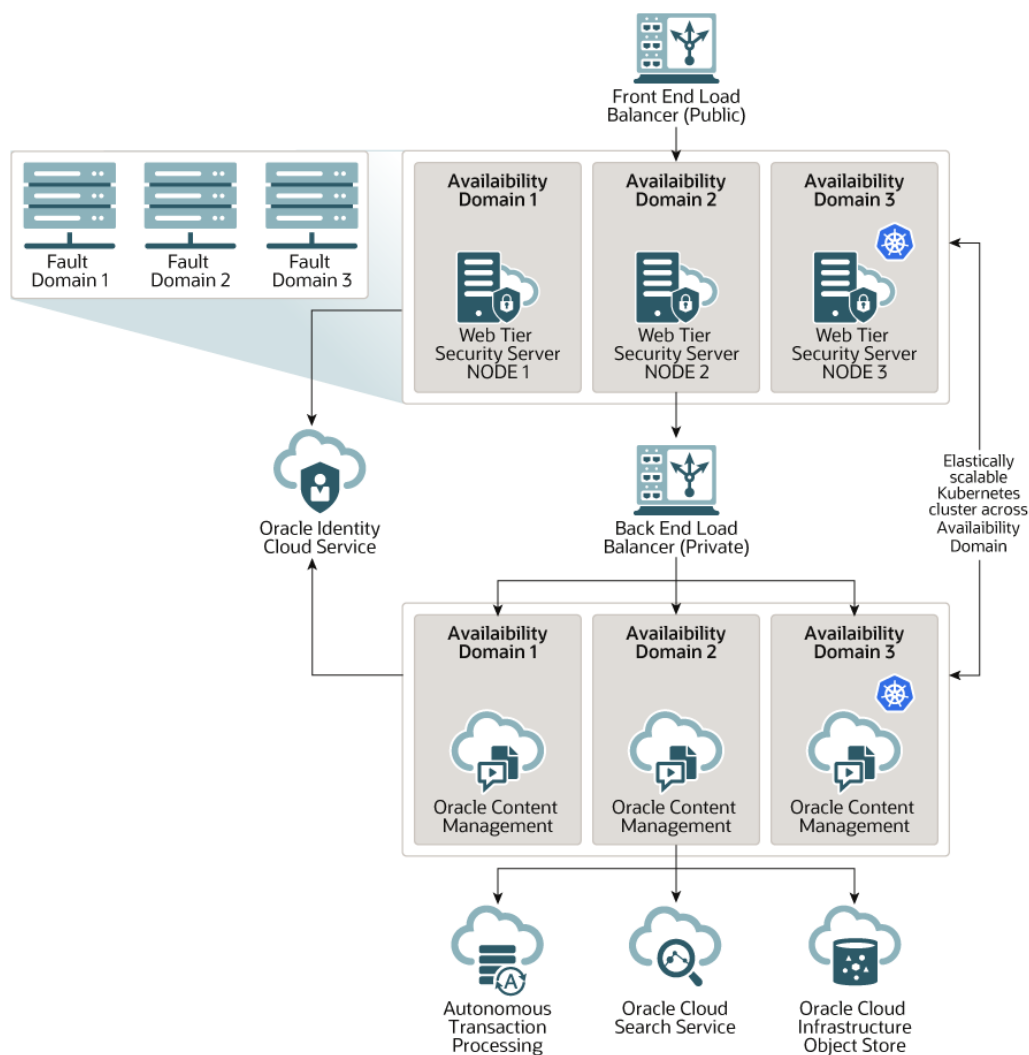 Front End Load
Balancer (Public)
Fault
Domain 1
Fault
Domain 2
Fault
Domain 3
Availaibility
Domain 1
Web Tier
Security Server
NODE 1
Availaibility
Domain 2
Web Tier
Security Server
NODE 2
Availaibility
Domain 3
Web Tier
Security Server
NODE 3
Oracle Identity
Cloud Service
Back End Load
Balancer (Private)
Elastically
scalable
Kubernetes
cluster across
Availaibility
Domain
Availaibility
Domain 1
Oracle Content
Management
Availaibility
Domain 2
Oracle Content
Management
Availaibility
Domain 3
Oracle Content
Management
A
Autonomous
Transaction
Processing
Oracle Cloud
Search Service
Oracle Cloud
Infrastructure
Object Store